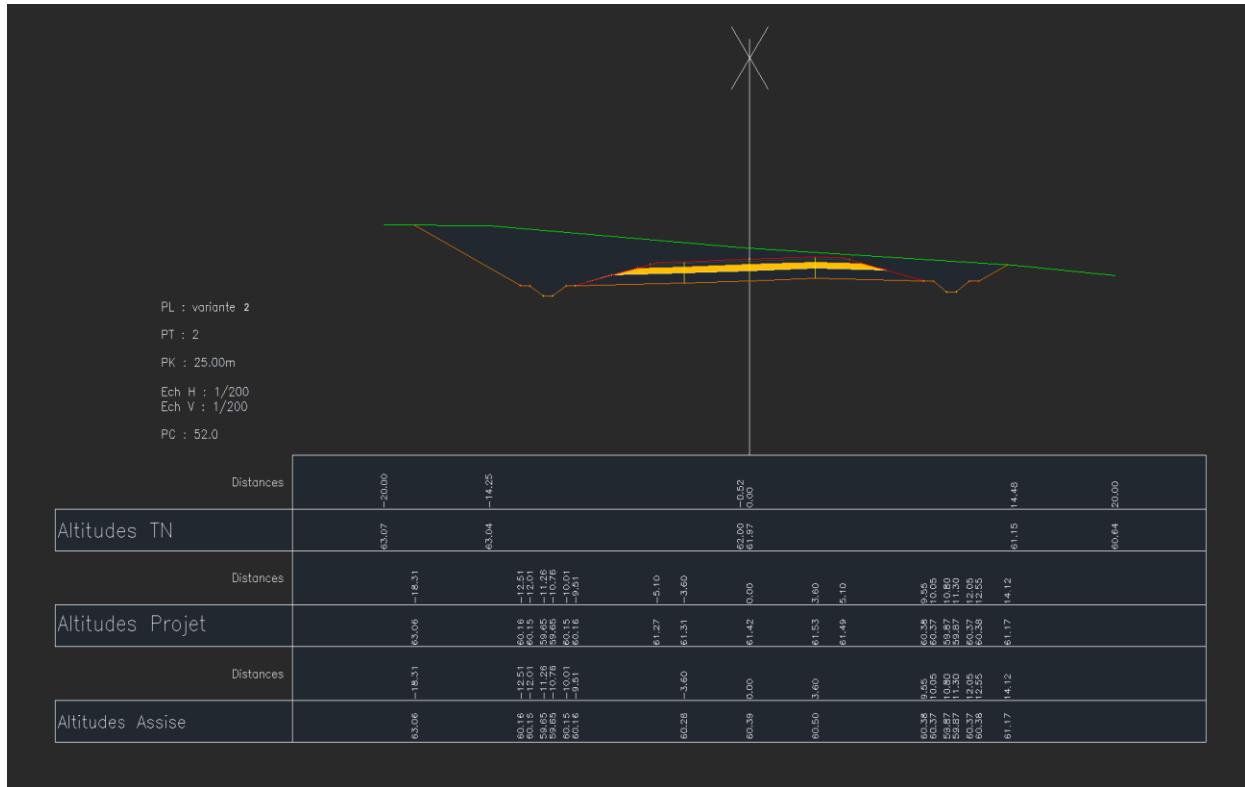 PL : variante 2
PT : 2
PK : 25.00m
Ech H : 1/200
Ech V : 1/200
PC : 52.0
Distances -20.00 -14.25 -0.52 0.00 14.48 20.00
Altitudes TN 63.07 63.04 62.00 61.97 61.15 60.64
Distances -18.31 -12.51 -12.01 -11.26 -10.76 -10.01 -9.51 -5.10 -3.60 0.00 3.60 5.10 9.55 10.05 10.80 11.30 12.05 12.55 14.12
Altitudes Projet 63.06 60.16 60.15 59.65 59.65 60.15 60.16 61.27 61.31 61.42 61.53 61.49 60.38 60.37 59.87 59.87 60.37 60.38 61.17
Distances -18.31 -12.51 -12.01 -11.26 -10.76 -10.01 -9.51 -3.60 0.00 3.60 9.55 10.05 10.80 11.30 12.05 12.55 14.12
Altitudes Assise 63.06 60.16 60.15 59.65 59.65 60.15 60.16 60.28 60.39 60.50 60.38 60.37 59.87 59.87 60.37 60.38 61.17